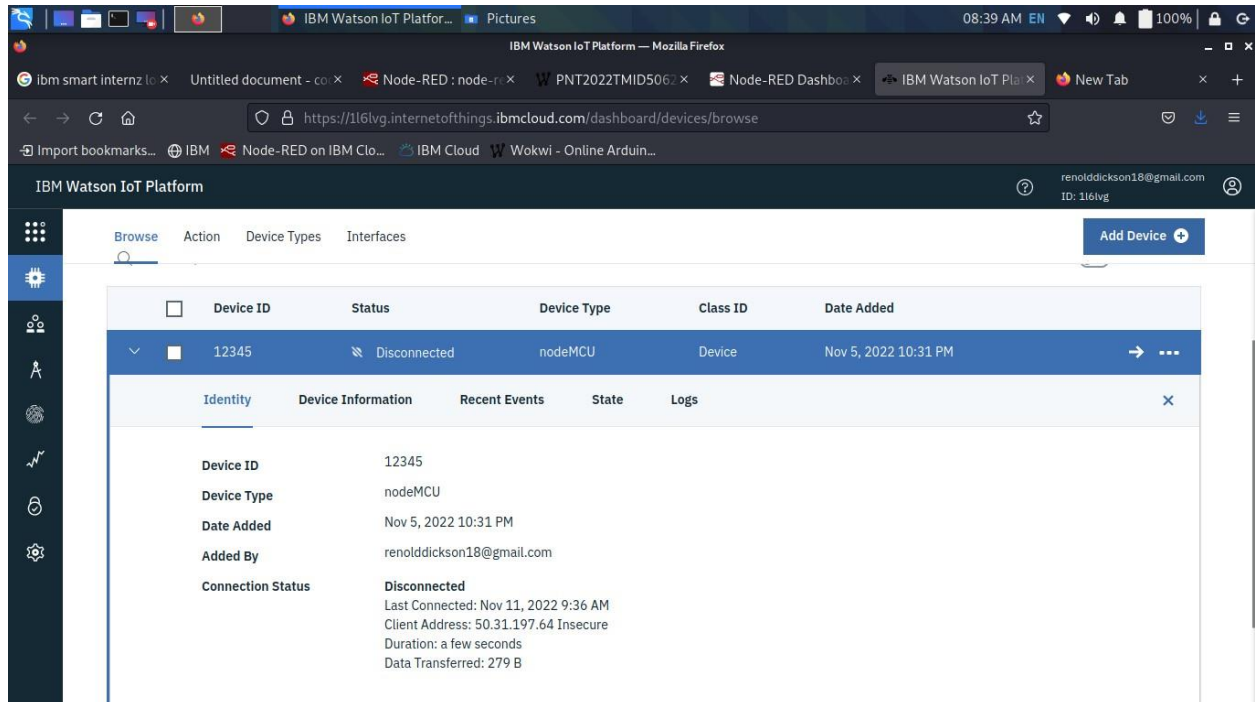 IBM Watson IoT Platfor... Pictures 08:39 AM EN 100%
IBM Watson IoT Platform — Mozilla Firefox
ibm smart internz Untitled document - Node-RED : node-re PNT2022TMID5062 Node-RED Dashboa IBM Watson IoT Pla New Tab
https://1l6lvg.internetofthings.ibmcloud.com/dashboard/devices/browse
Import bookmarks... IBM Node-RED on IBM Clo... IBM Cloud Wokwi - Online Arduin...
IBM Watson IoT Platform
renolddickson18@gmail.com
ID: 1l6lvg
Browse Action Device Types Interfaces Add Device
Device ID Status Device Type Class ID Date Added
12345 Disconnected nodeMCU Device Nov 5, 2022 10:31 PM
Identity Device Information Recent Events State Logs
Device ID 12345
Device Type nodeMCU
Date Added Nov 5, 2022 10:31 PM
Added By renolddickson18@gmail.com
Connection Status Disconnected
Last Connected: Nov 11, 2022 9:36 AM
Client Address: 50.31.197.64 Insecure
Duration: a few seconds
Data Transferred: 279 B